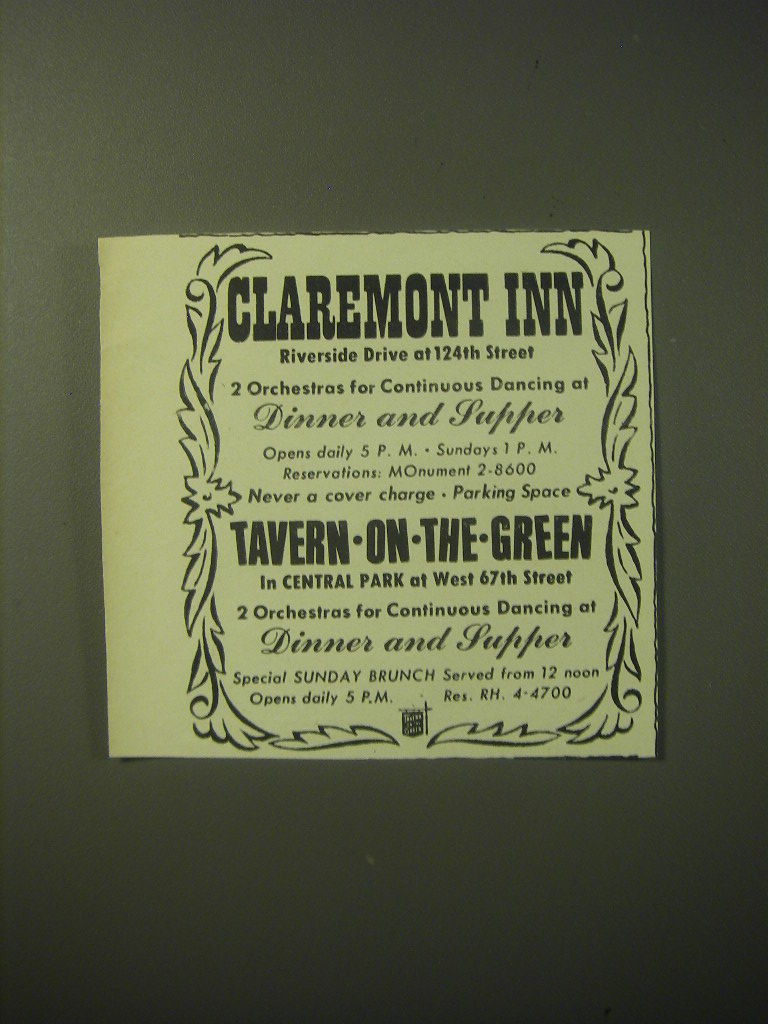 CLAREMONT INN
Riverside Drive at 124th Street
2 Orchestras for Continuous Dancing at
Dinner and Supper
Opens daily 5 P. M. • Sundays 1 P. M.
Reservations: MOnument 2-8600
Never a cover charge • Parking Space
TAVERN•ON•THE•GREEN
In CENTRAL PARK at West 67th Street
2 Orchestras for Continuous Dancing at
Dinner and Supper
Special SUNDAY BRUNCH Served from 12 noon
Opens daily 5 P.M. Res. RH. 4-4700